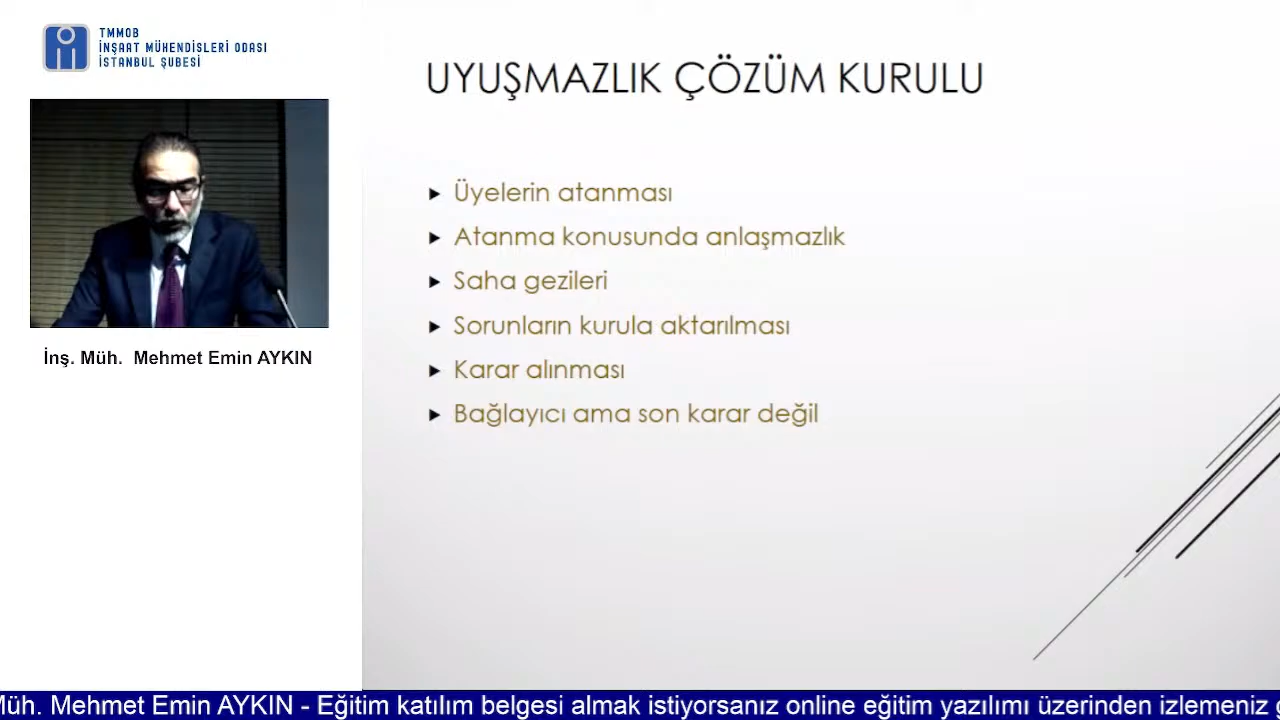 TMMOB
İNŞAAT MÜHENDİSLERİ ODASI
İSTANBUL ŞUBESİ
İnş. Müh. Mehmet Emin AYKIN
UYUŞMAZLIK ÇÖZÜM KURULU
Üyelerin atanması
Atanma konusunda anlaşmazlık
Saha gezileri
Sorunların kurula aktarılması
Karar alınması
Bağlayıcı ama son karar değil
Müh. Mehmet Emin AYKIN - Eğitim katılım belgesi almak istiyorsanız online eğitim yazılımı üzerinden izlemeniz